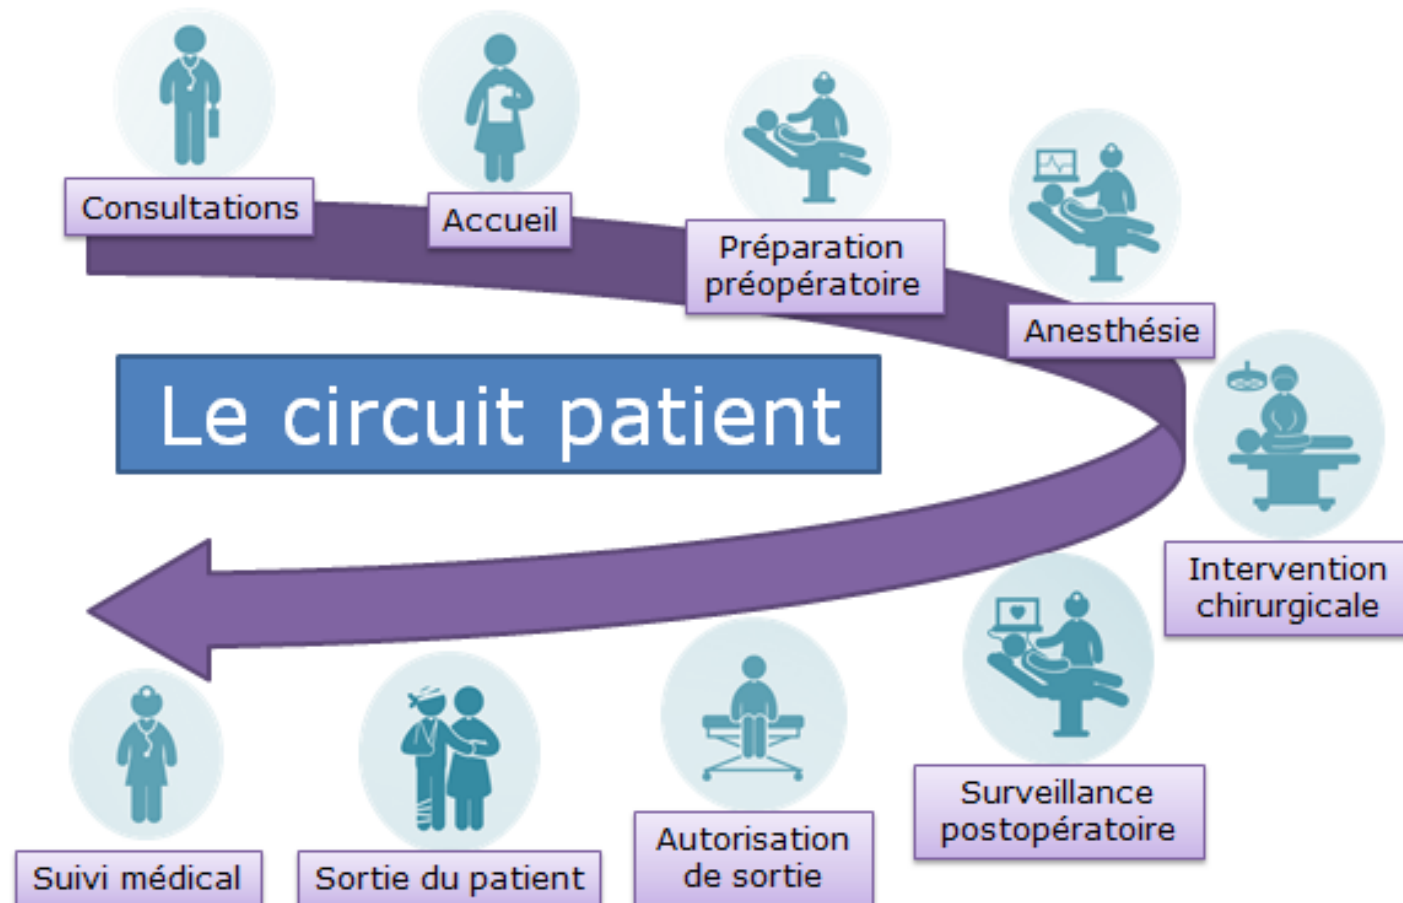 Consultations
Accueil
Préparation
préopératoire
Anesthésie
Le circuit patient
Intervention
chirurgicale
Surveillance
postopératoire
Autorisation
de sortie
Sortie du patient
Suivi médical